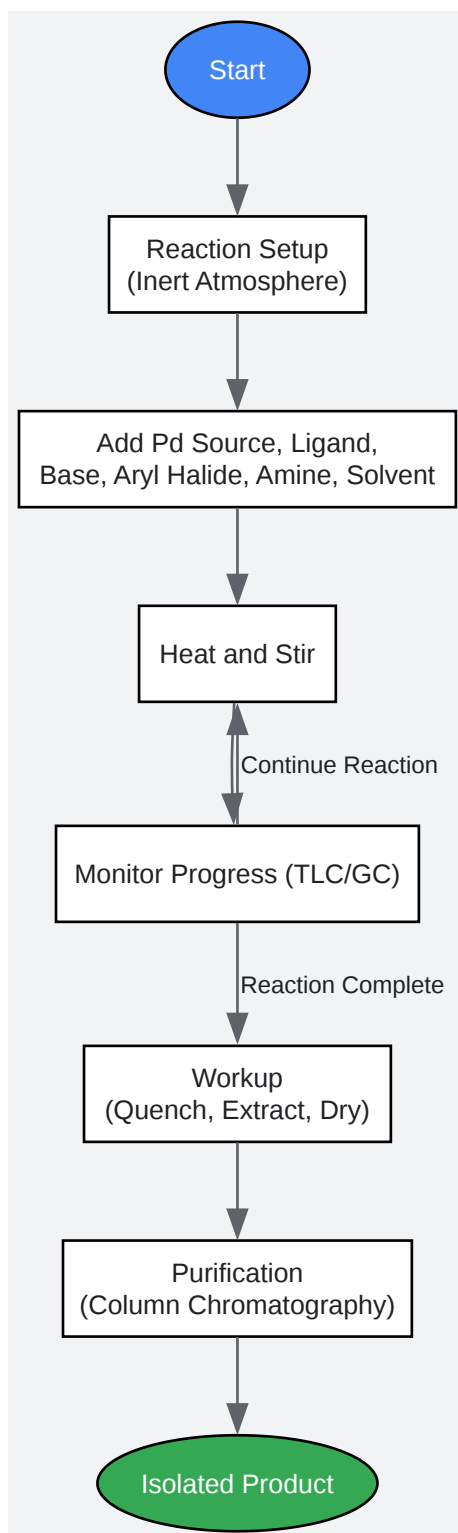 Start
Reaction Setup
(Inert Atmosphere)
Add Pd Source, Ligand,
Base, Aryl Halide, Amine, Solvent
Heat and Stir
Continue Reaction
Monitor Progress (TLC/GC)
Reaction Complete
Workup
(Quench, Extract, Dry)
Purification
(Column Chromatography)
Isolated Product